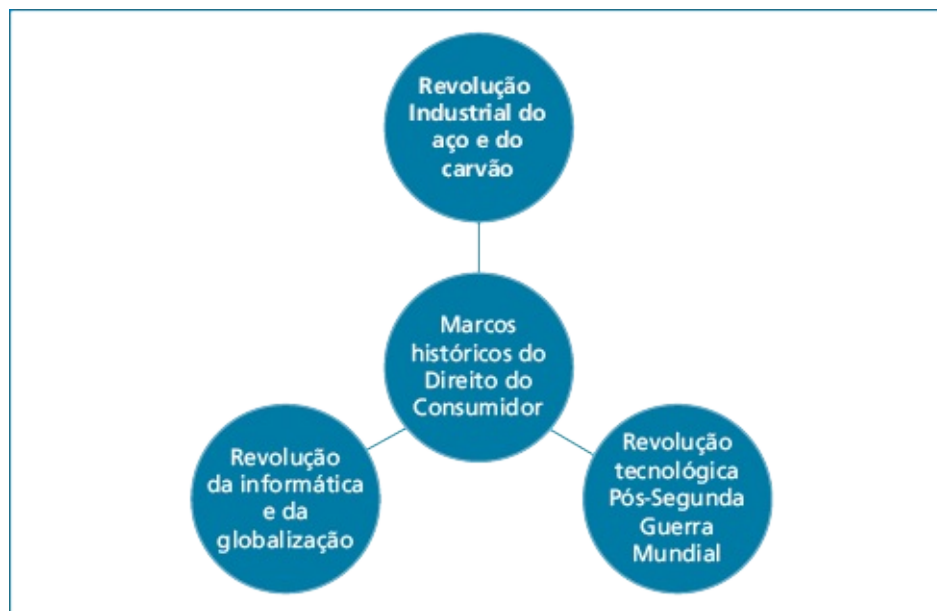 Revolução
Industrial do
aço e do
carvão
Marcos
históricos do
Direito do
Consumidor
Revolução
da informática
e da
globalização
Revolução
tecnológica
Pós-Segunda
Guerra
Mundial